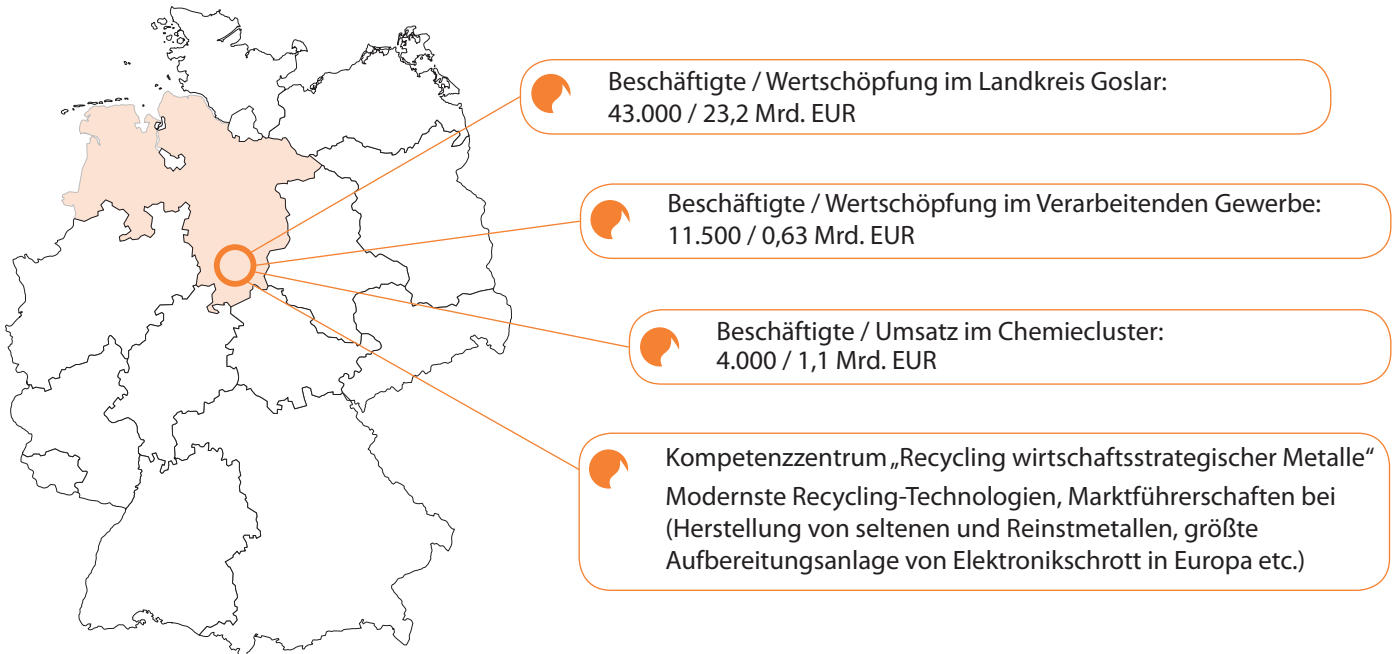 Beschäftigte / Wertschöpfung im Landkreis Goslar:
43.000 / 23,2 Mrd. EUR
Beschäftigte / Wertschöpfung im Verarbeitenden Gewerbe:
11.500 / 0,63 Mrd. EUR
Beschäftigte / Umsatz im Chemiecluster:
4.000 / 1,1 Mrd. EUR
Kompetenzzentrum „Recycling wirtschaftsstrategischer Metalle“
Modernste Recycling-Technologien, Marktführerschaften bei
(Herstellung von seltenen und Reinstmetallen, größte
Aufbereitungsanlage von Elektronikschrott in Europa etc.)